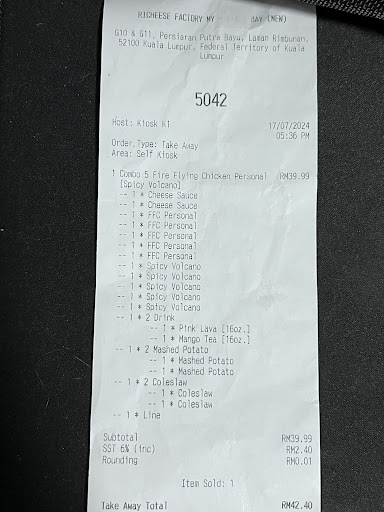 RICHEESE FACTORY MY BAY (NEW)
G10 & G11, Persiaran Putra Bayu, Laman Rimbunan,
52100 Kuala Lumpur, Federal Territory of Kuala
Lumpur
5042
Host: Kiosk K1 17/07/2024
05:36 PM
Order Type: Take Away
Area: Self Kiosk
1 Combo 5 Fire Flying Chicken Personal RM39.99
[Spicy Volcano]
-- 1 * Cheese Sauce
-- 1 * Cheese Sauce
-- 1 * FFC Personal
-- 1 * FFC Personal
-- 1 * FFC Personal
-- 1 * FFC Personal
-- 1 * FFC Personal
-- 1 * Spicy Volcano
-- 1 * Spicy Volcano
-- 1 * Spicy Volcano
-- 1 * Spicy Volcano
-- 1 * Spicy Volcano
-- 1 * 2 Drink
-- 1 * Pink Lava [16oz.]
-- 1 * Mango Tea [16oz.]
-- 1 * 2 Mashed Potato
-- 1 * Mashed Potato
-- 1 * Mashed Potato
-- 1 * 2 Coleslaw
-- 1 * Coleslaw
-- 1 * Coleslaw
-- 1 * Line
Subtotal RM39.99
SST 6% (inc) RM2.40
Rounding RM0.01
Item Sold: 1
Take Away Total RM42.40